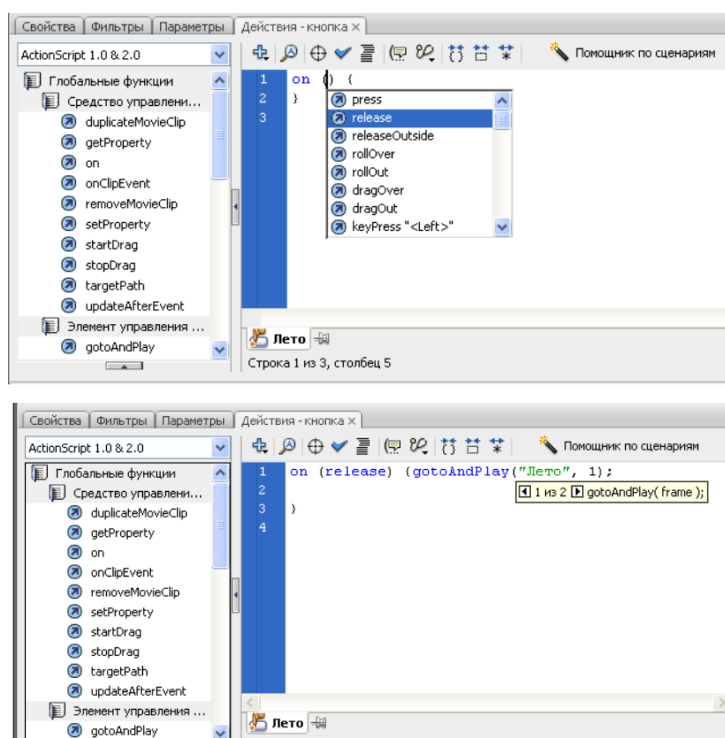 Свойства Фильтры Параметры Действия - кнопка ×
ActionScript 1.0 & 2.0
Помощник по сценариям
Глобальные функции
Средство управлени...
duplicateMovieClip
getProperty
on
onClipEvent
removeMovieClip
setProperty
startDrag
stopDrag
targetPath
updateAfterEvent
Элемент управления ...
gotoAndPlay
1 on () {
2 }
3
press
release
releaseOutside
rollOver
rollOut
dragOver
dragOut
keyPress "<Left>"
Лето
Строка 1 из 3, столбец 5
Свойства Фильтры Параметры Действия - кнопка ×
ActionScript 1.0 & 2.0
Помощник по сценариям
Глобальные функции
Средство управлени...
duplicateMovieClip
getProperty
on
onClipEvent
removeMovieClip
setProperty
startDrag
stopDrag
targetPath
updateAfterEvent
Элемент управления ...
gotoAndPlay
1 on (release) {gotoAndPlay("Лето", 1);
2
3 }
4
1 из 2 gotoAndPlay( frame );
Лето